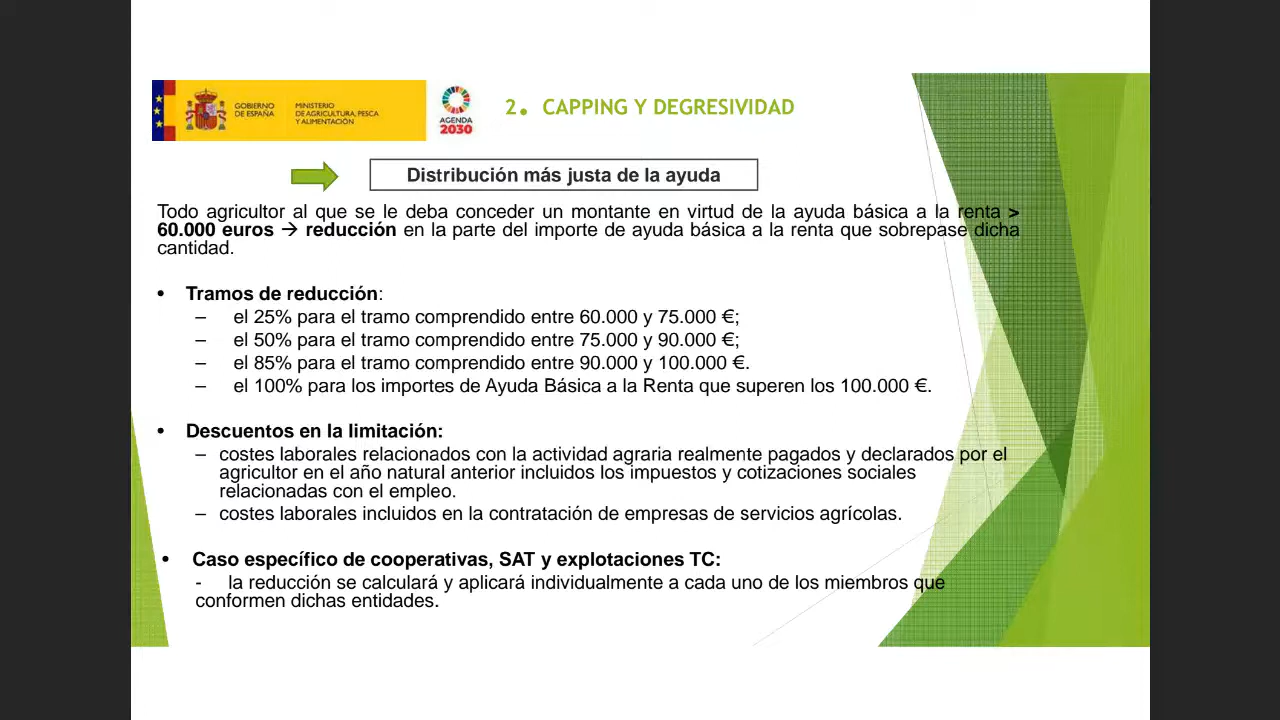 GOBIERNO
DE ESPAÑA
MINISTERIO
DE AGRICULTURA, PESCA
Y ALIMENTACIÓN
AGENDA
2030
2. CAPPING Y DEGRESIVIDAD
Distribución más justa de la ayuda
Todo agricultor al que se le deba conceder un montante en virtud de la ayuda básica a la renta >
60.000 euros → reducción en la parte del importe de ayuda básica a la renta que sobrepase dicha
cantidad.
• Tramos de reducción:
– el 25% para el tramo comprendido entre 60.000 y 75.000 €;
– el 50% para el tramo comprendido entre 75.000 y 90.000 €;
– el 85% para el tramo comprendido entre 90.000 y 100.000 €.
– el 100% para los importes de Ayuda Básica a la Renta que superen los 100.000 €.
• Descuentos en la limitación:
– costes laborales relacionados con la actividad agraria realmente pagados y declarados por el
agricultor en el año natural anterior incluidos los impuestos y cotizaciones sociales
relacionadas con el empleo.
– costes laborales incluidos en la contratación de empresas de servicios agrícolas.
• Caso específico de cooperativas, SAT y explotaciones TC:
- la reducción se calculará y aplicará individualmente a cada uno de los miembros que
conformen dichas entidades.